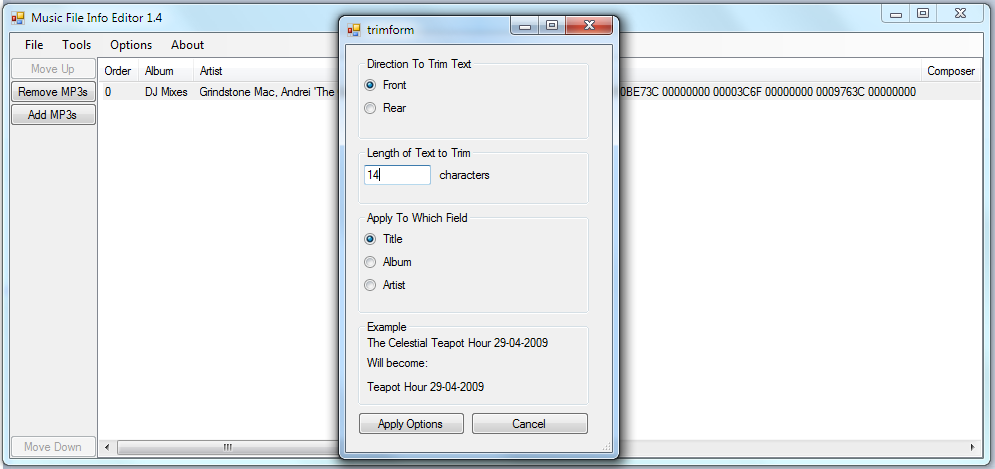 Music File Info Editor 1.4
File Tools Options About
Move Up
Remove MP3s
Add MP3s
Move Down
Order Album Artist Composer
0 DJ Mixes Grindstone Mac, Andrei 'The 0BE73C 00000000 00003C6F 00000000 0009763C 00000000
trimform
Direction To Trim Text
Front
Rear
Length of Text to Trim
14 characters
Apply To Which Field
Title
Album
Artist
Example
The Celestial Teapot Hour 29-04-2009
Will become:
Teapot Hour 29-04-2009
Apply Options Cancel